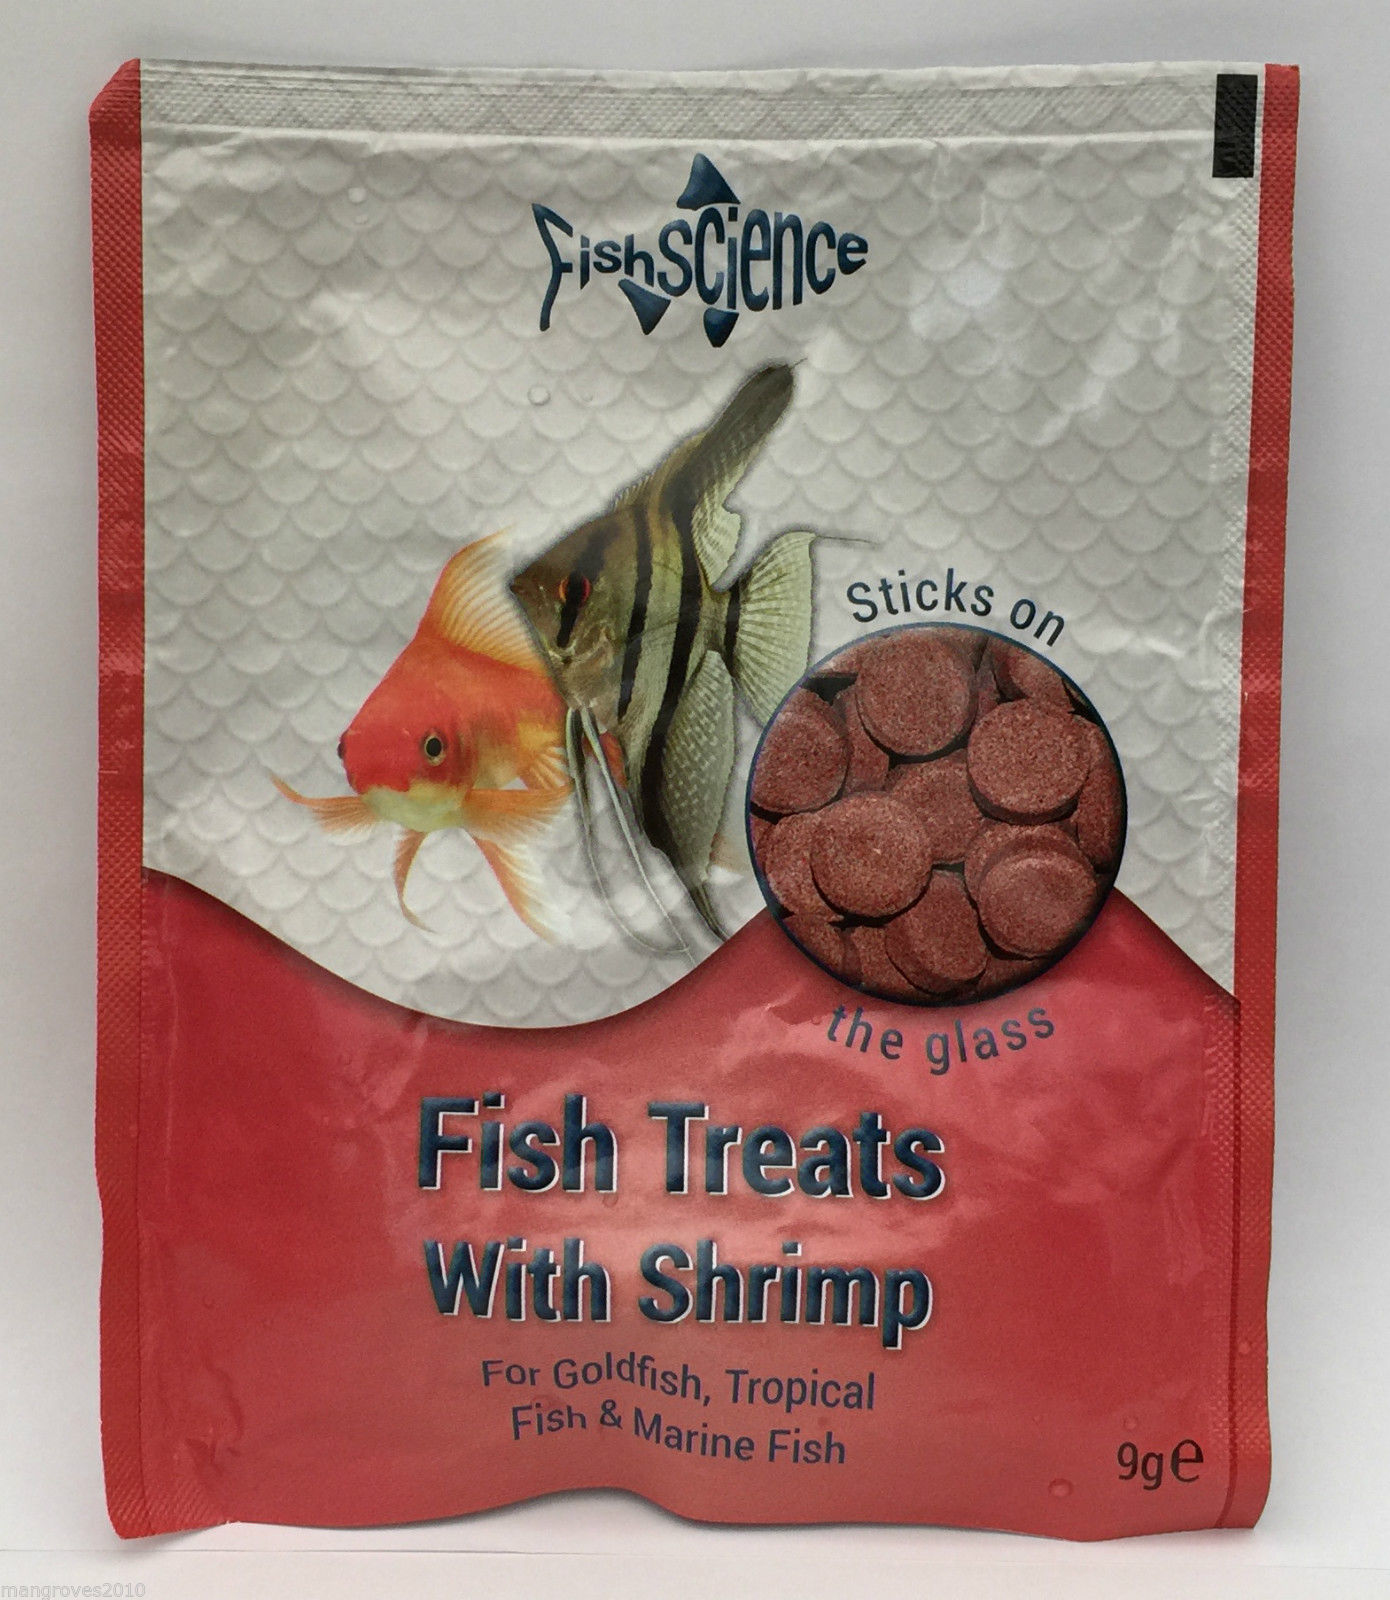 FishScience
Sticks on
the glass
Fish Treats
With Shrimp
For Goldfish, Tropical
Fish & Marine Fish
9g℮
mangroves2010